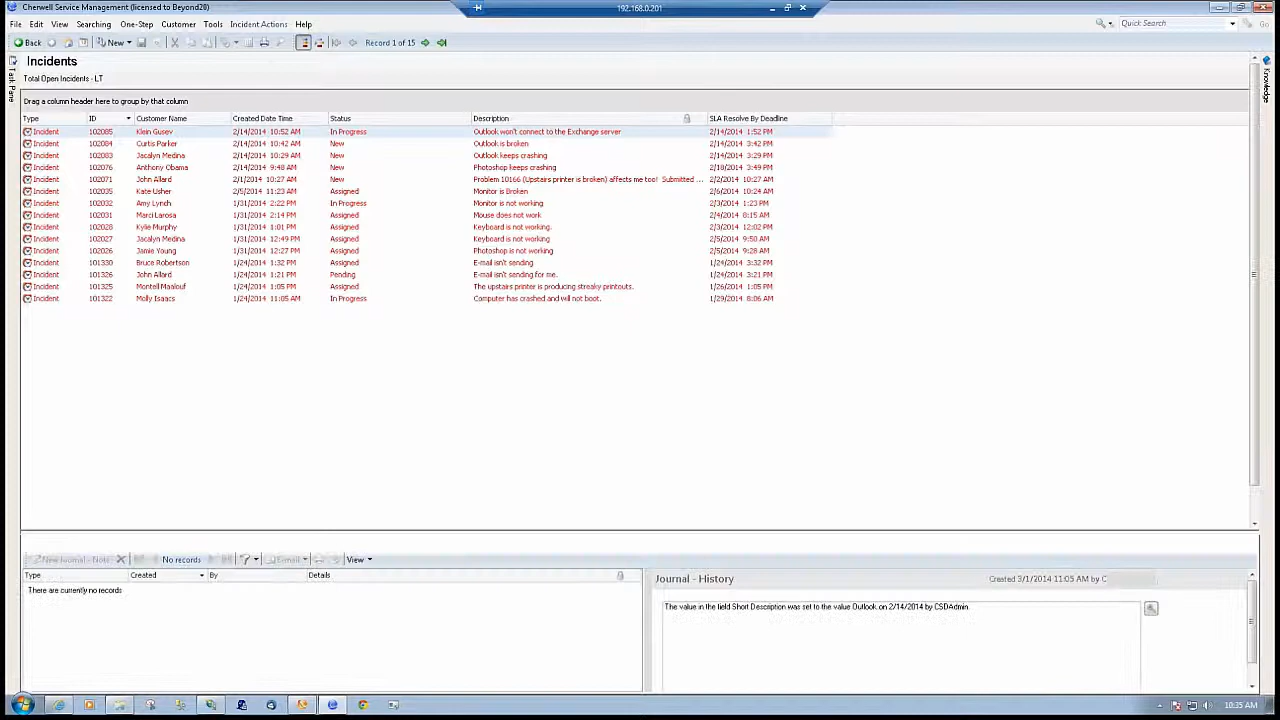 Cherwell Service Management (licensed to Beyond20)
192.168.0.201
File Edit View Searching One-Step Customer Tools Incident Actions Help
Quick Search Go
Back New Record 1 of 15
Task Pane
Knowledge
Incidents
Total Open Incidents - LT
Drag a column header here to group by that column
Type ID Customer Name Created Date Time Status Description SLA Resolve By Deadline
Incident 102085 Klein Gusev 2/14/2014 10:52 AM In Progress Outlook won't connect to the Exchange server 2/14/2014 1:52 PM
Incident 102084 Curtis Parker 2/14/2014 10:42 AM New Outlook is broken 2/14/2014 3:42 PM
Incident 102083 Jacalyn Medina 2/14/2014 10:29 AM New Outlook keeps crashing 2/14/2014 3:29 PM
Incident 102076 Anthony Obama 2/14/2014 9:48 AM New Photoshop keeps crashing 2/18/2014 3:49 PM
Incident 102071 John Allard 2/1/2014 10:27 AM New Problem 10166 (Upstairs printer is broken) affects me too! Submitted ... 2/2/2014 10:27 AM
Incident 102035 Kate Usher 2/5/2014 11:23 AM Assigned Monitor is Broken 2/6/2014 10:24 AM
Incident 102032 Amy Lynch 1/31/2014 2:22 PM In Progress Monitor is not working 2/3/2014 1:23 PM
Incident 102031 Marci Larosa 1/31/2014 2:14 PM Assigned Mouse does not work 2/4/2014 8:15 AM
Incident 102028 Kylie Murphy 1/31/2014 1:01 PM Assigned Keyboard is not working. 2/3/2014 12:02 PM
Incident 102027 Jacalyn Medina 1/31/2014 12:49 PM Assigned Keyboard is not working 2/5/2014 9:50 AM
Incident 102026 Jamie Young 1/31/2014 12:27 PM Assigned Photoshop is not working 2/5/2014 9:28 AM
Incident 101330 Bruce Robertson 1/24/2014 1:32 PM Assigned E-mail isn't sending 1/24/2014 3:32 PM
Incident 101326 John Allard 1/24/2014 1:21 PM Pending E-mail isn't sending for me. 1/24/2014 3:21 PM
Incident 101325 Montell Maalouf 1/24/2014 1:05 PM Assigned The upstairs printer is producing streaky printouts. 1/26/2014 1:05 PM
Incident 101322 Molly Isaacs 1/24/2014 11:05 AM In Progress Computer has crashed and will not boot. 1/29/2014 8:06 AM
New Journal - Note No records E-mail View
Type Created By Details
There are currently no records
Journal - History Created 3/1/2014 11:05 AM by C
The value in the field Short Description was set to the value Outlook on 2/14/2014 by CSDAdmin.
10:35 AM